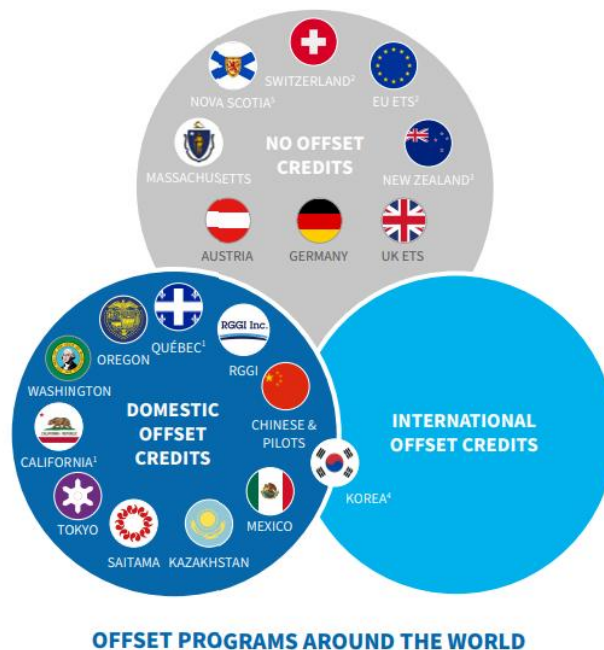 SWITZERLAND²
NOVA SCOTIA⁵
EU ETS²
NO OFFSET
CREDITS
MASSACHUSETTS
NEW ZEALAND³
AUSTRIA
GERMANY
UK ETS
RGGI Inc.
QUÉBEC¹
OREGON
RGGI
WASHINGTON
DOMESTIC
OFFSET
CREDITS
CHINESE &
PILOTS
INTERNATIONAL
OFFSET CREDITS
CALIFORNIA¹
KOREA⁴
TOKYO
MEXICO
SAITAMA
KAZAKHSTAN
OFFSET PROGRAMS AROUND THE WORLD